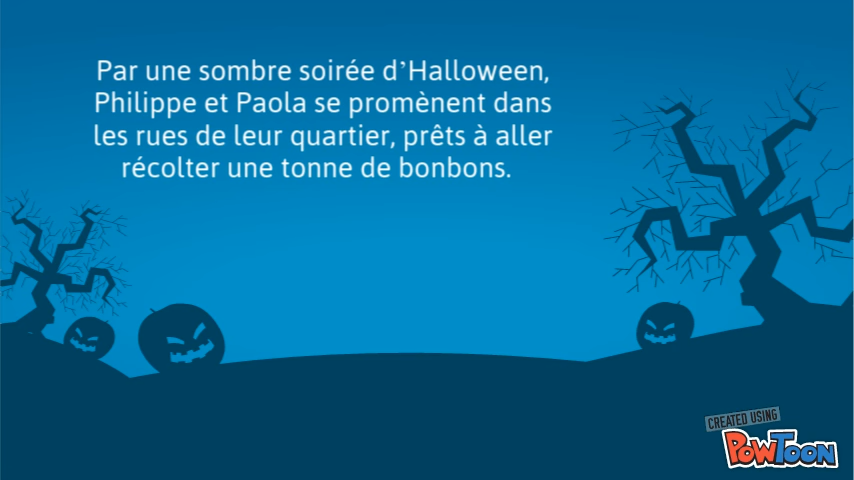 Par une sombre soirée d’Halloween,
Philippe et Paola se promènent dans
les rues de leur quartier, prêts à aller
récolter une tonne de bonbons.
CREATED USING
PowToon